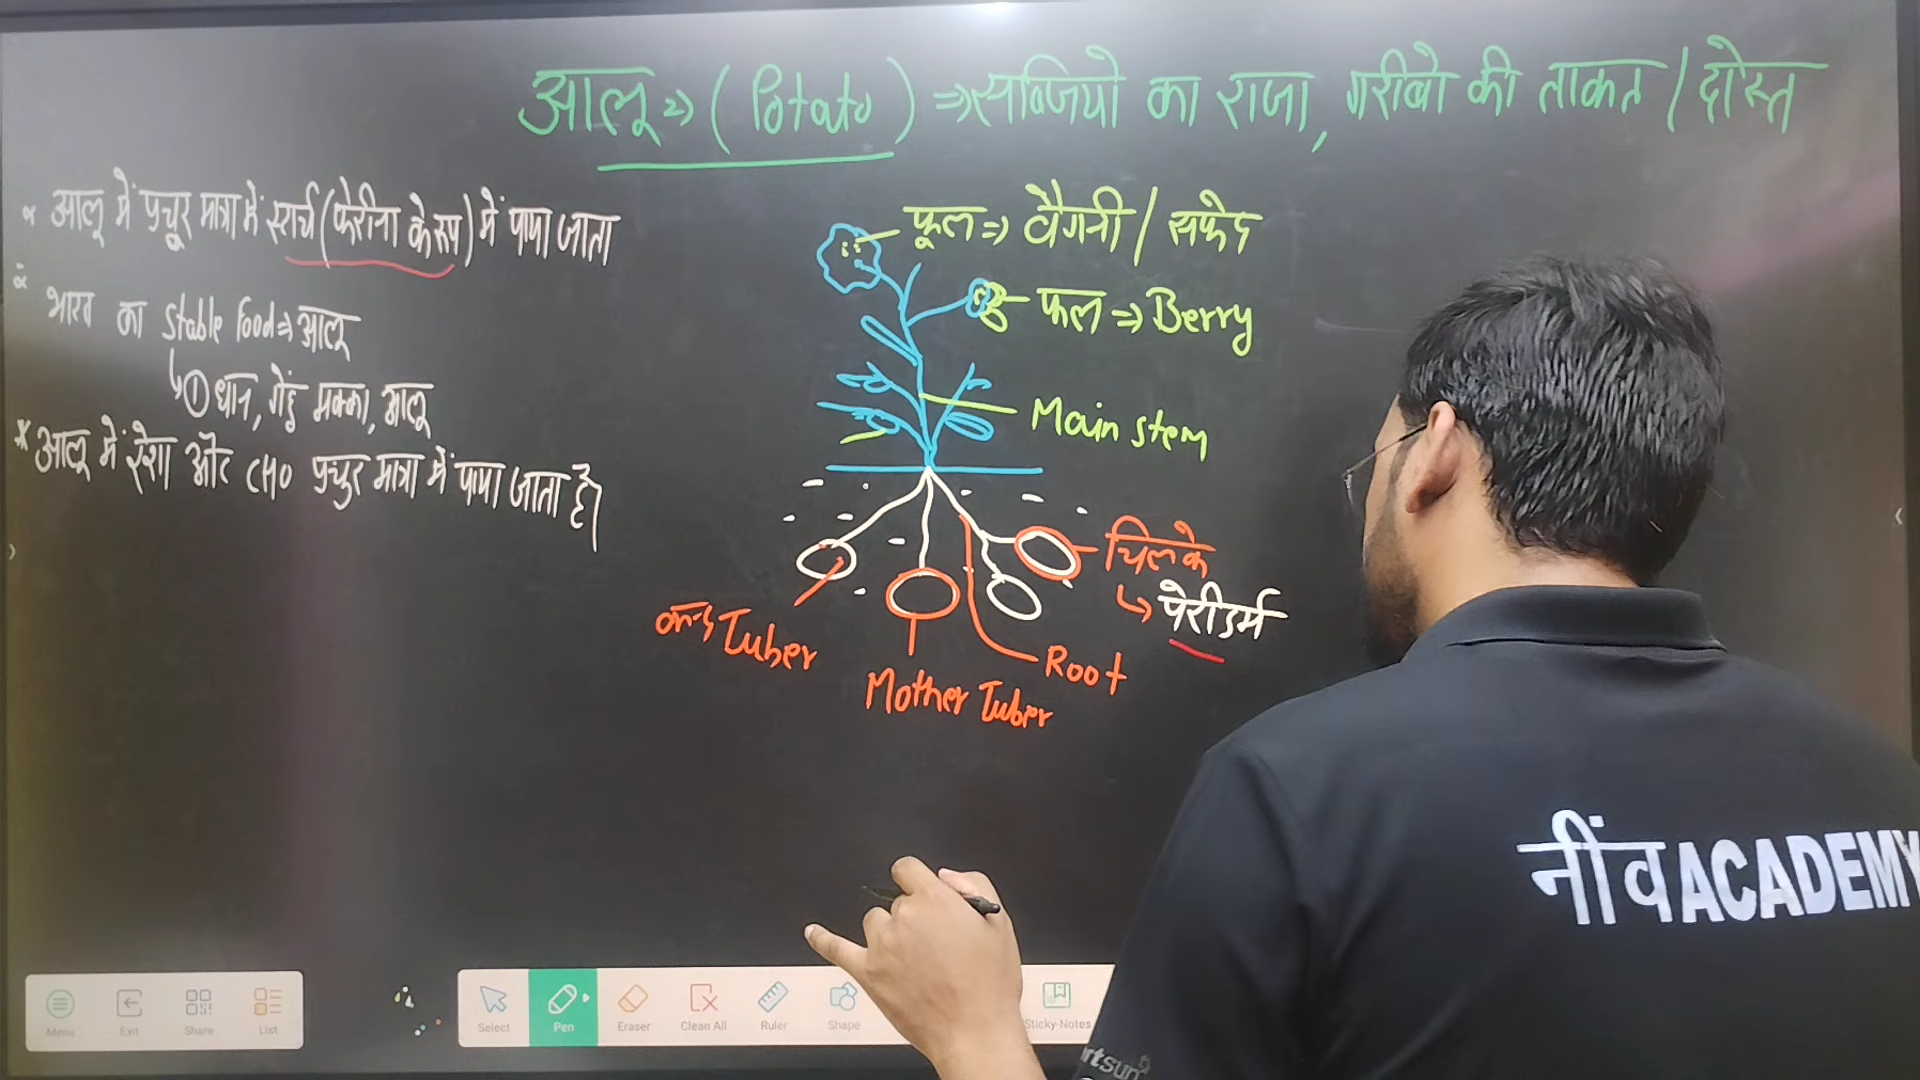 आलू => (Potato) => सब्जियो का राजा, गरीबो की ताकत / दोस्त
आलू में प्रचूर मात्रा में स्टार्च (फेरीना के रूप) में पाया जाता
भारत का Stable Food => आलू
① धान, गेहूं मक्का, आलू
* आलू में रेशा और CHO प्रचुर मात्रा में पाया जाता है।
फूल => वैगनी / सफेद
फल => Berry
Main stem
छिलके
↳ पेरीडर्म
कन्द Tuber
Root
Mother Tuber
नींव ACADEMY
Menu
Exit
Share
List
Select
Pen
Eraser
Clean All
Ruler
Shape
Sticky-Notes